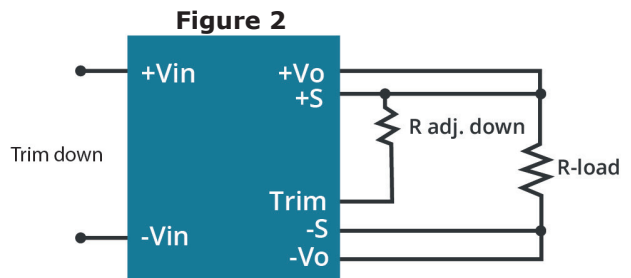 Figure 2
+Vin
+Vo
+S
R adj. down
Trim down
R-load
Trim
-S
-Vin
-Vo